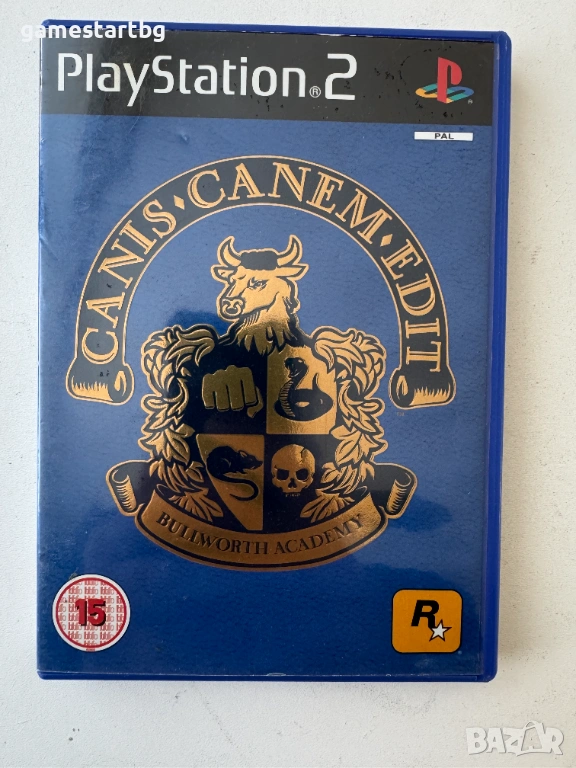 gamestartbg
PlayStation®2
PAL
CANIS·CANEM·EDIT
BULLWORTH ACADEMY
15
R
BAZAR